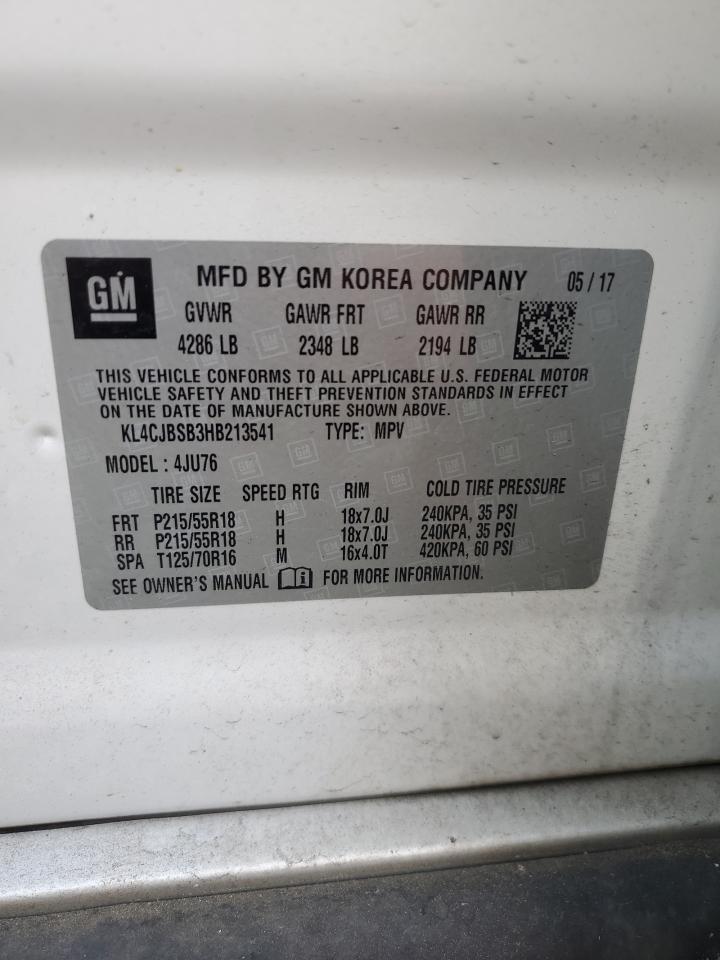 GM MFD BY GM KOREA COMPANY 05 / 17
GVWR GAWR FRT GAWR RR
4286 LB 2348 LB 2194 LB
THIS VEHICLE CONFORMS TO ALL APPLICABLE U.S. FEDERAL MOTOR
VEHICLE SAFETY AND THEFT PREVENTION STANDARDS IN EFFECT
ON THE DATE OF MANUFACTURE SHOWN ABOVE.
KL4CJBSB3HB213541 TYPE: MPV
MODEL : 4JU76
TIRE SIZE SPEED RTG RIM COLD TIRE PRESSURE
FRT P215/55R18 H 18x7.0J 240KPA, 35 PSI
RR P215/55R18 H 18x7.0J 240KPA, 35 PSI
SPA T125/70R16 M 16x4.0T 420KPA, 60 PSI
SEE OWNER'S MANUAL FOR MORE INFORMATION.